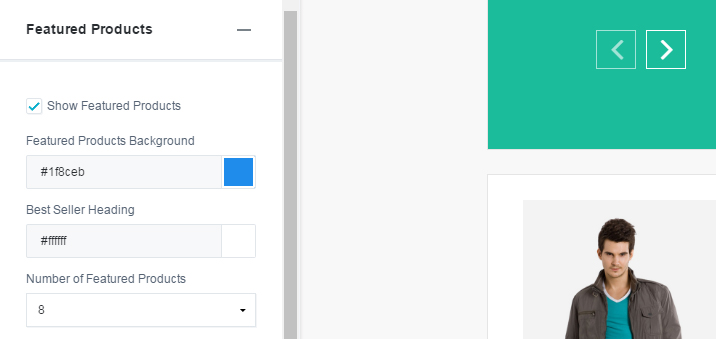 Featured Products
Show Featured Products
Featured Products Background
#1f8ceb
Best Seller Heading
#ffffff
Number of Featured Products
8